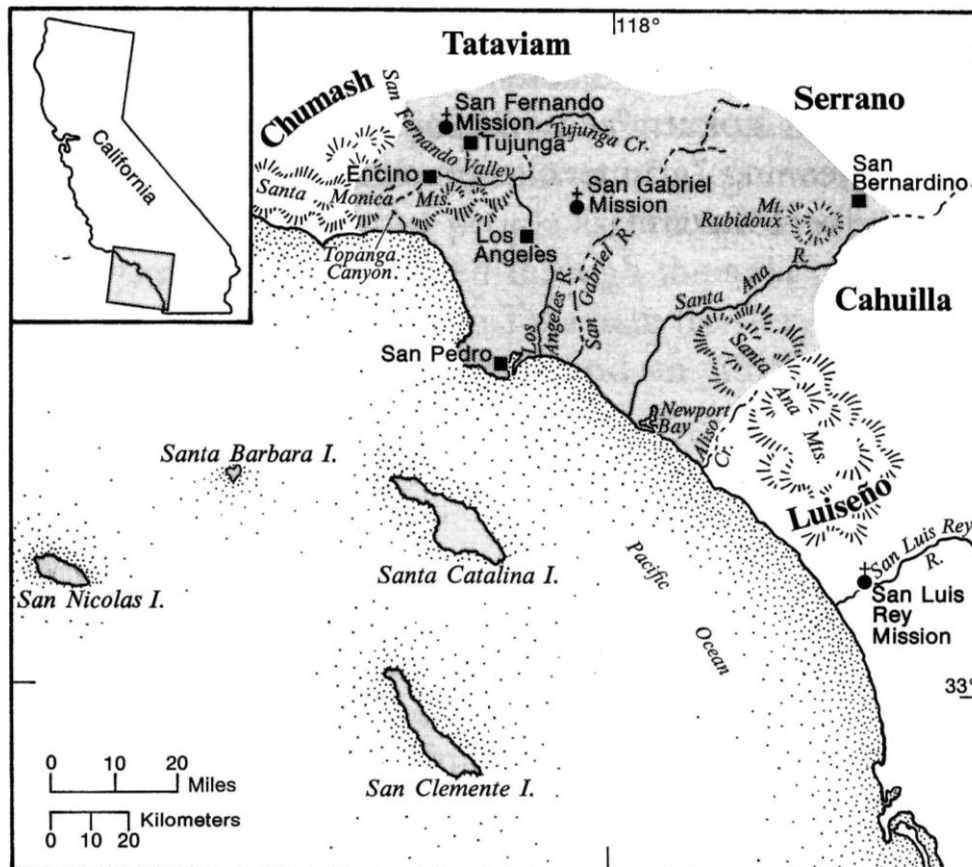 118°
Tataviam
Chumash
Serrano
California
San Fernando
Mission
San Fernando Valley
Tujunga
Tujunga Cr.
Encino
San Gabriel
Mission
San
Bernardino
Santa Monica Mts.
Mt.
Rubidoux
Topanga
Canyon
Los
Angeles
San Gabriel R.
Santa Ana R.
Cahuilla
Los
Angeles R.
San Pedro
Santa
Ana
Mts.
Newport
Bay
Aliso
Cr.
Santa Barbara I.
Luiseño
San Luis Rey
R.
Santa Catalina I.
San Nicolas I.
Pacific
Ocean
San Luis
Rey
Mission
33°
San Clemente I.
0 10 20
Miles
Kilometers
0 10 20